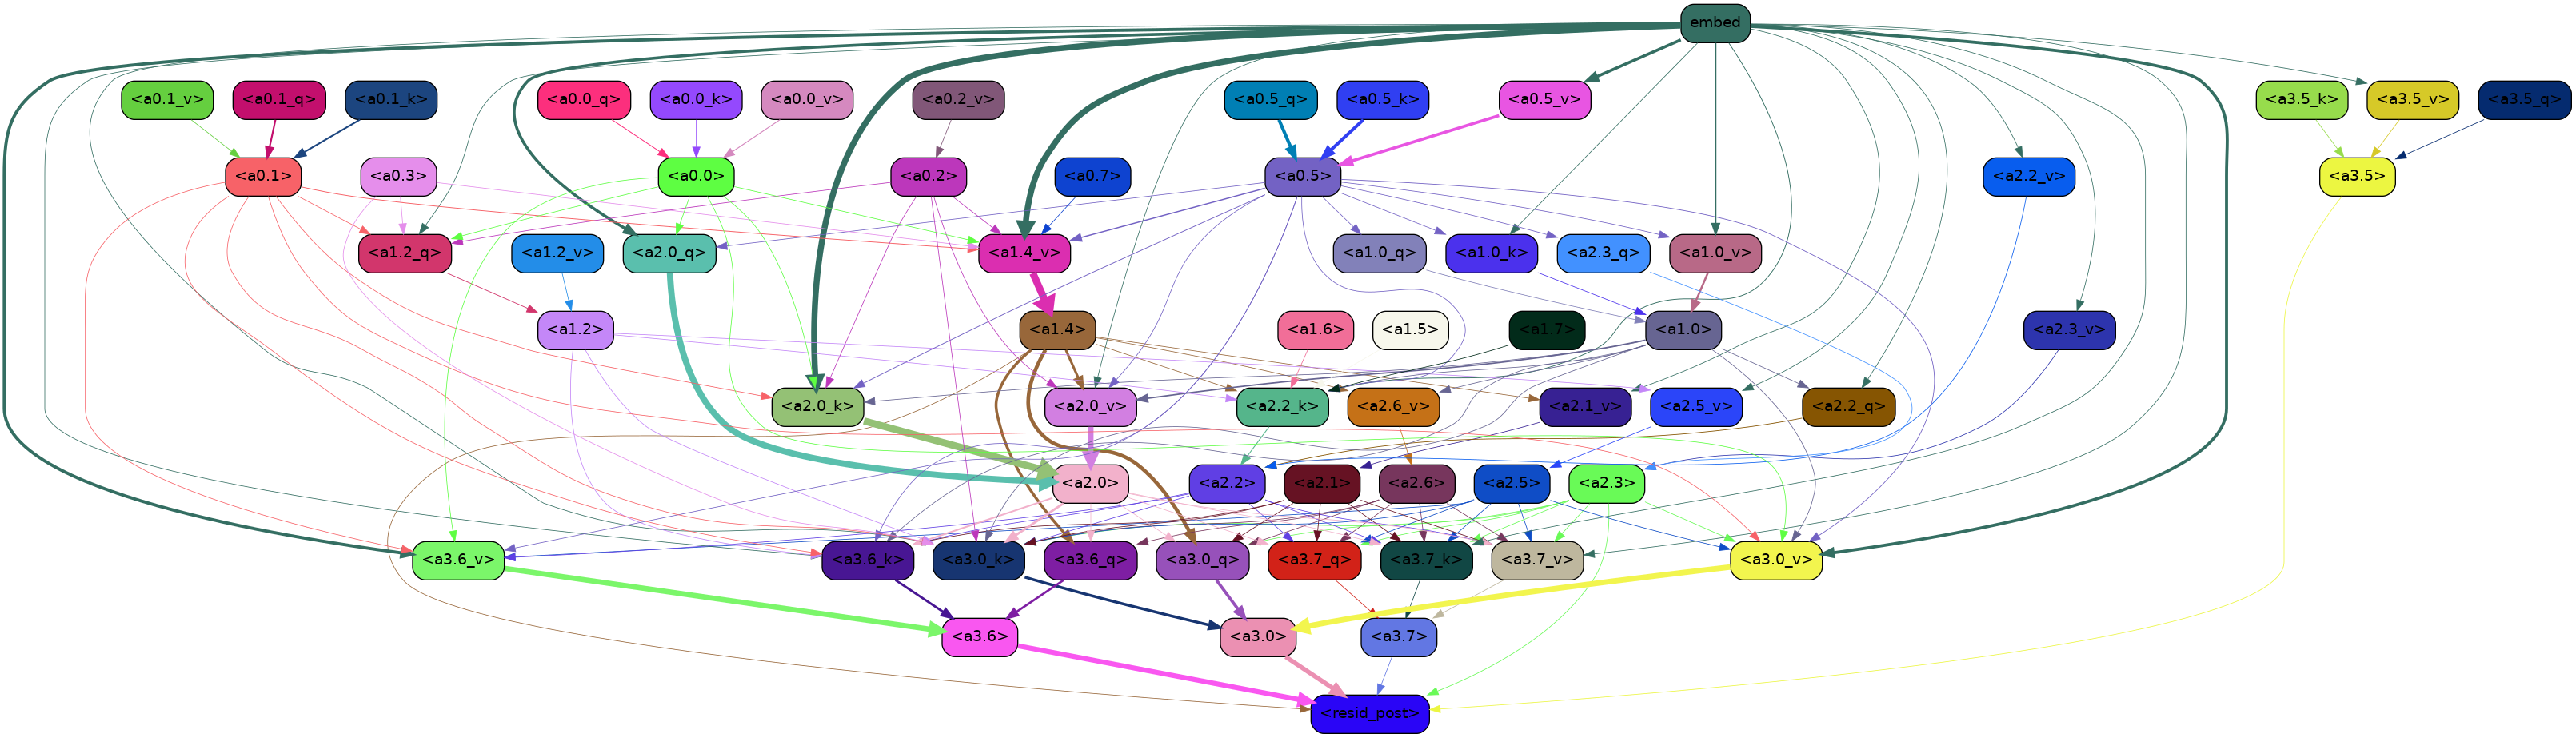 embed
<a0.1_v> <a0.1_q> <a0.1_k> <a0.0_q> <a0.0_k> <a0.0_v> <a0.2_v> <a0.5_q> <a0.5_k> <a0.5_v> <a3.5_k> <a3.5_v> <a3.5_q>
<a0.1> <a0.3> <a0.0> <a0.2> <a0.7> <a0.5> <a2.2_v> <a3.5>
<a1.2_q> <a1.2_v> <a2.0_q> <a1.4_v> <a1.0_q> <a1.0_k> <a2.3_q> <a1.0_v>
<a1.2> <a1.4> <a1.6> <a1.5> <a1.7> <a1.0> <a2.3_v>
<a2.0_k> <a2.0_v> <a2.2_k> <a2.6_v> <a2.1_v> <a2.5_v> <a2.2_q>
<a2.0> <a2.2> <a2.1> <a2.6> <a2.5> <a2.3>
<a3.6_v> <a3.6_k> <a3.0_k> <a3.6_q> <a3.0_q> <a3.7_q> <a3.7_k> <a3.7_v> <a3.0_v>
<a3.6> <a3.0> <a3.7>
<resid_post>